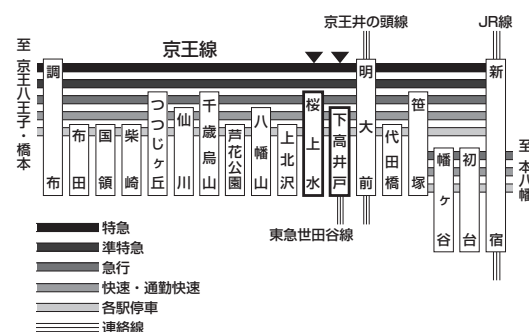 京王井の頭線
JR線
京王線
至 京王八王子・橋本
調布
布田
国領
柴崎
つつじヶ丘
仙川
千歳烏山
芦花公園
八幡山
上北沢
桜上水
下高井戸
明大前
代田橋
笹塚
幡ヶ谷
初台
新宿
至 本八幡
東急世田谷線
特急
準特急
急行
快速・通勤快速
各駅停車
連絡線